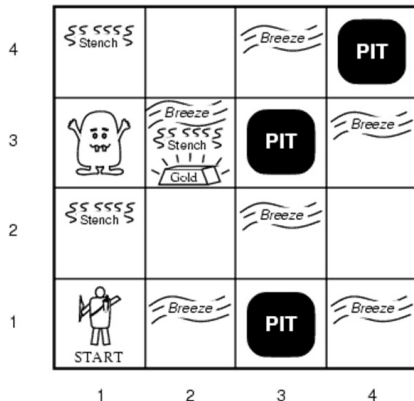 4
Stench
Breeze
PIT
3
Breeze
Stench
Gold
PIT
Breeze
2
Stench
Breeze
1
START
Breeze
PIT
Breeze
1 2 3 4